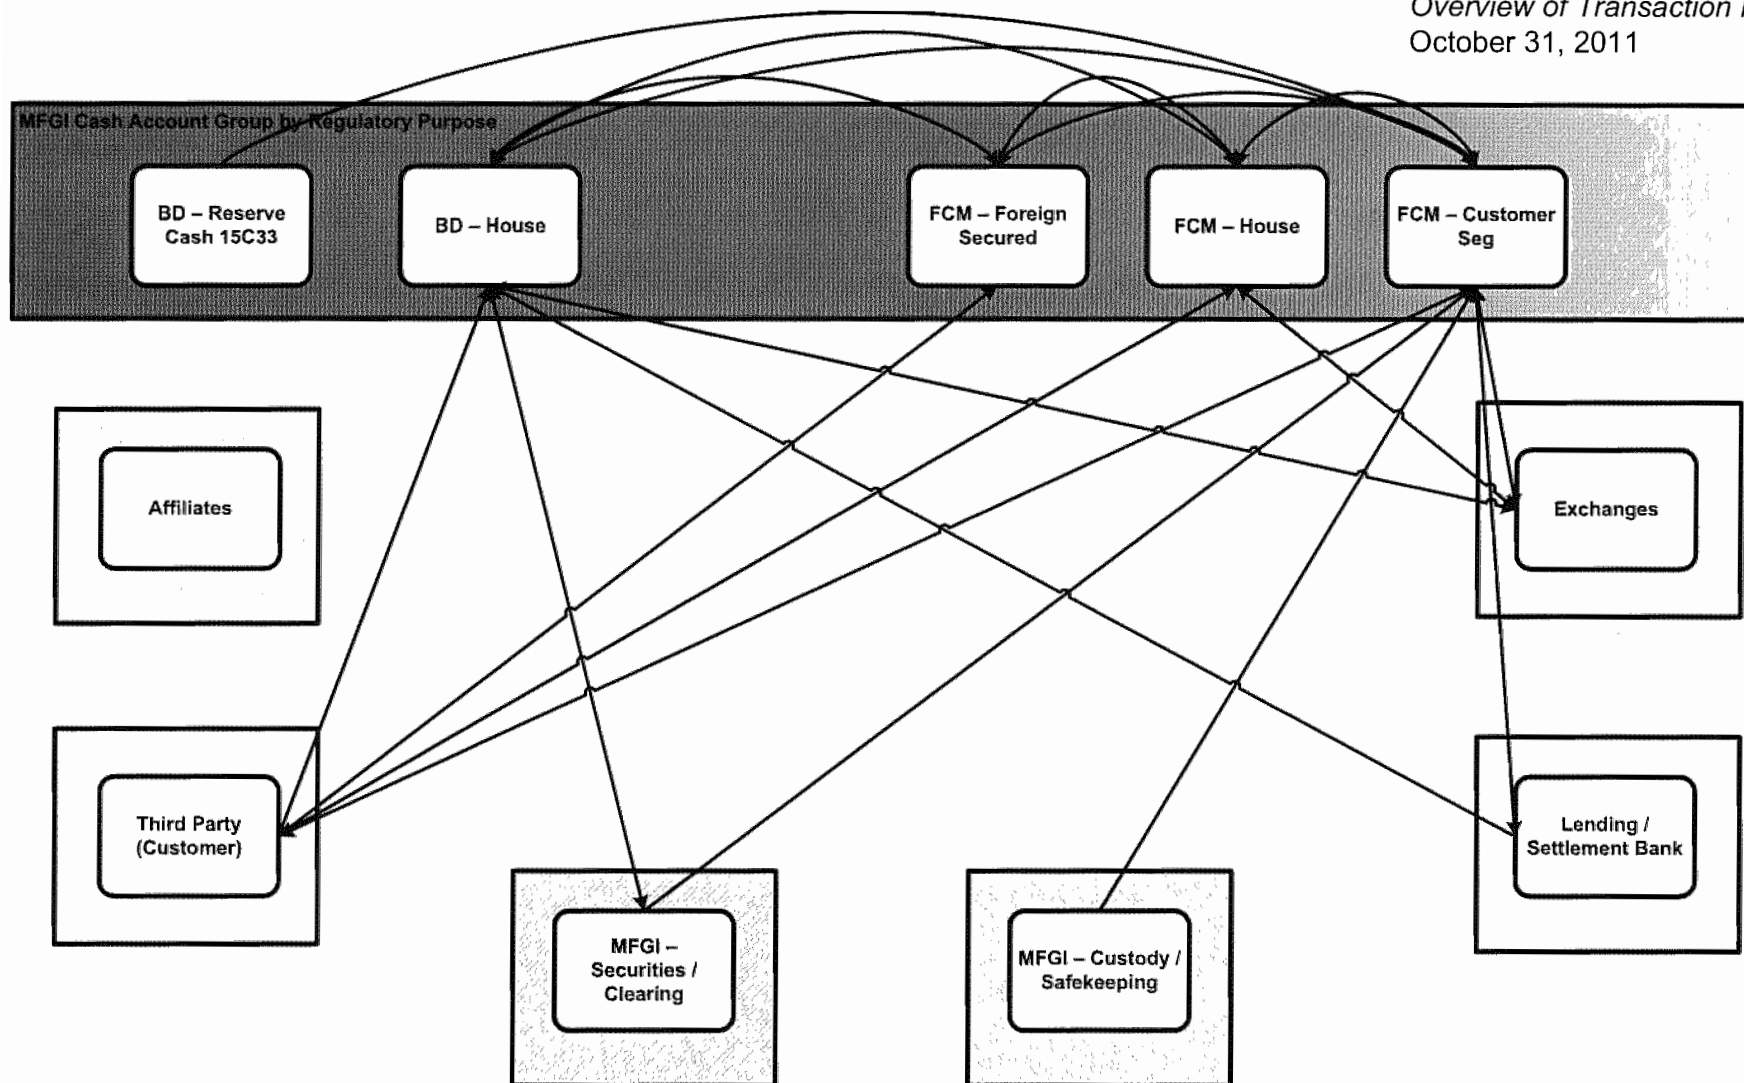 Overview of Transaction
October 31, 2011
MFGI Cash Account Group by Regulatory Purpose
BD – Reserve
Cash 15C33
BD – House
FCM – Foreign
Secured
FCM – House
FCM – Customer
Seg
Affiliates
Exchanges
Third Party
(Customer)
Lending /
Settlement Bank
MFGI –
Securities /
Clearing
MFGI – Custody /
Safekeeping